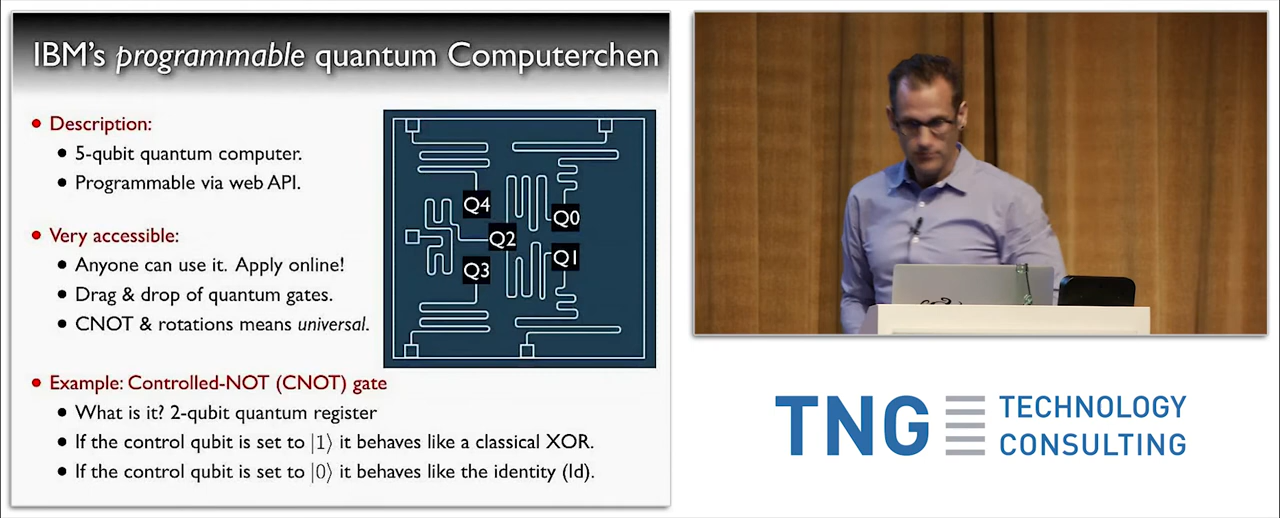 IBM's programmable quantum Computerchen
Description:
5-qubit quantum computer.
Programmable via web API.
Very accessible:
Anyone can use it. Apply online!
Drag & drop of quantum gates.
CNOT & rotations means universal.
Q4
Q0
Q2
Q3
Q1
Example: Controlled-NOT (CNOT) gate
What is it? 2-qubit quantum register
If the control qubit is set to |1⟩ it behaves like a classical XOR.
If the control qubit is set to |0⟩ it behaves like the identity (Id).
TNG TECHNOLOGY
CONSULTING